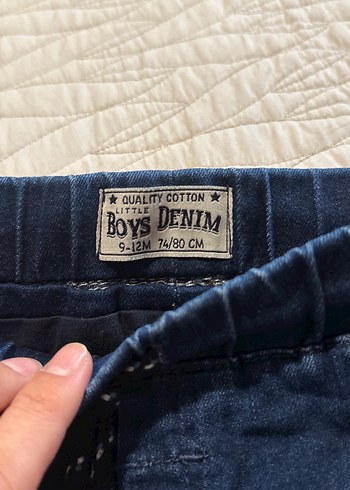 ★ QUALITY COTTON ★
LITTLE
BOYS DENIM
9-12M 74/80 CM